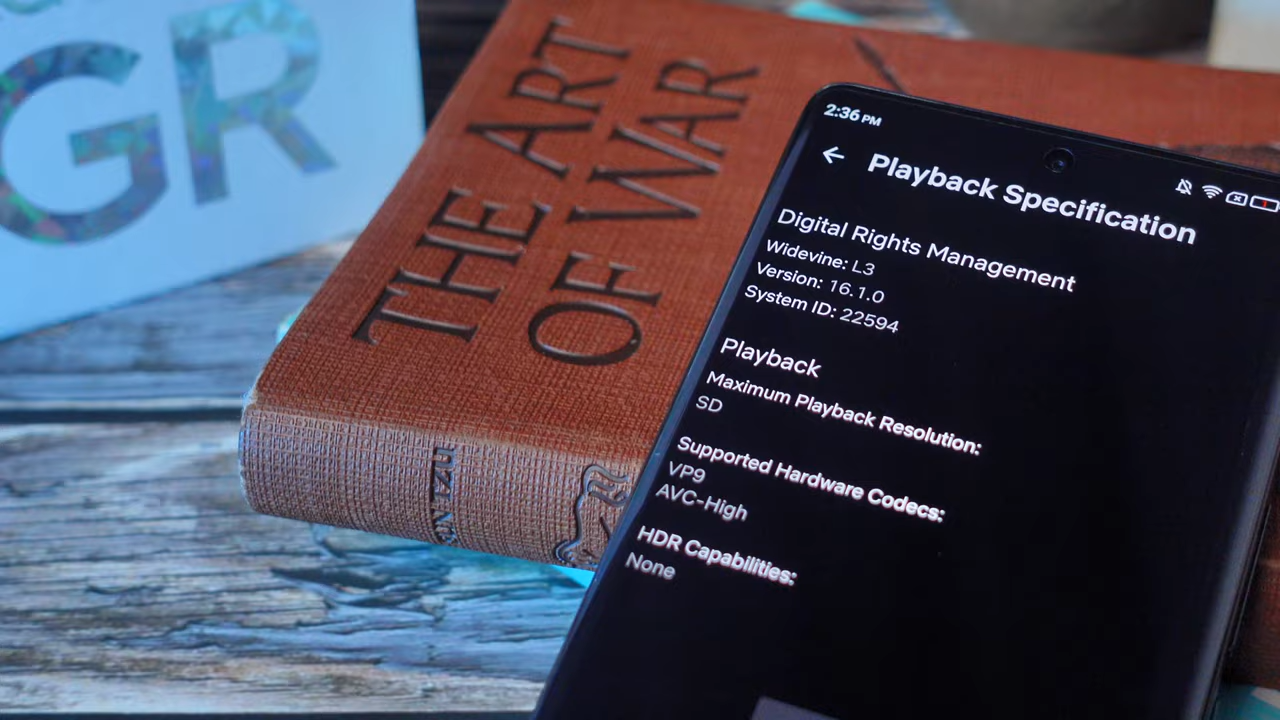 GR
THE ART
OF WAR
TZU
2:36 PM
Playback Specification
Digital Rights Management
Widevine: L3
Version: 16.1.0
System ID: 22594
Playback
Maximum Playback Resolution:
SD
Supported Hardware Codecs:
VP9
AVC-High
HDR Capabilities:
None